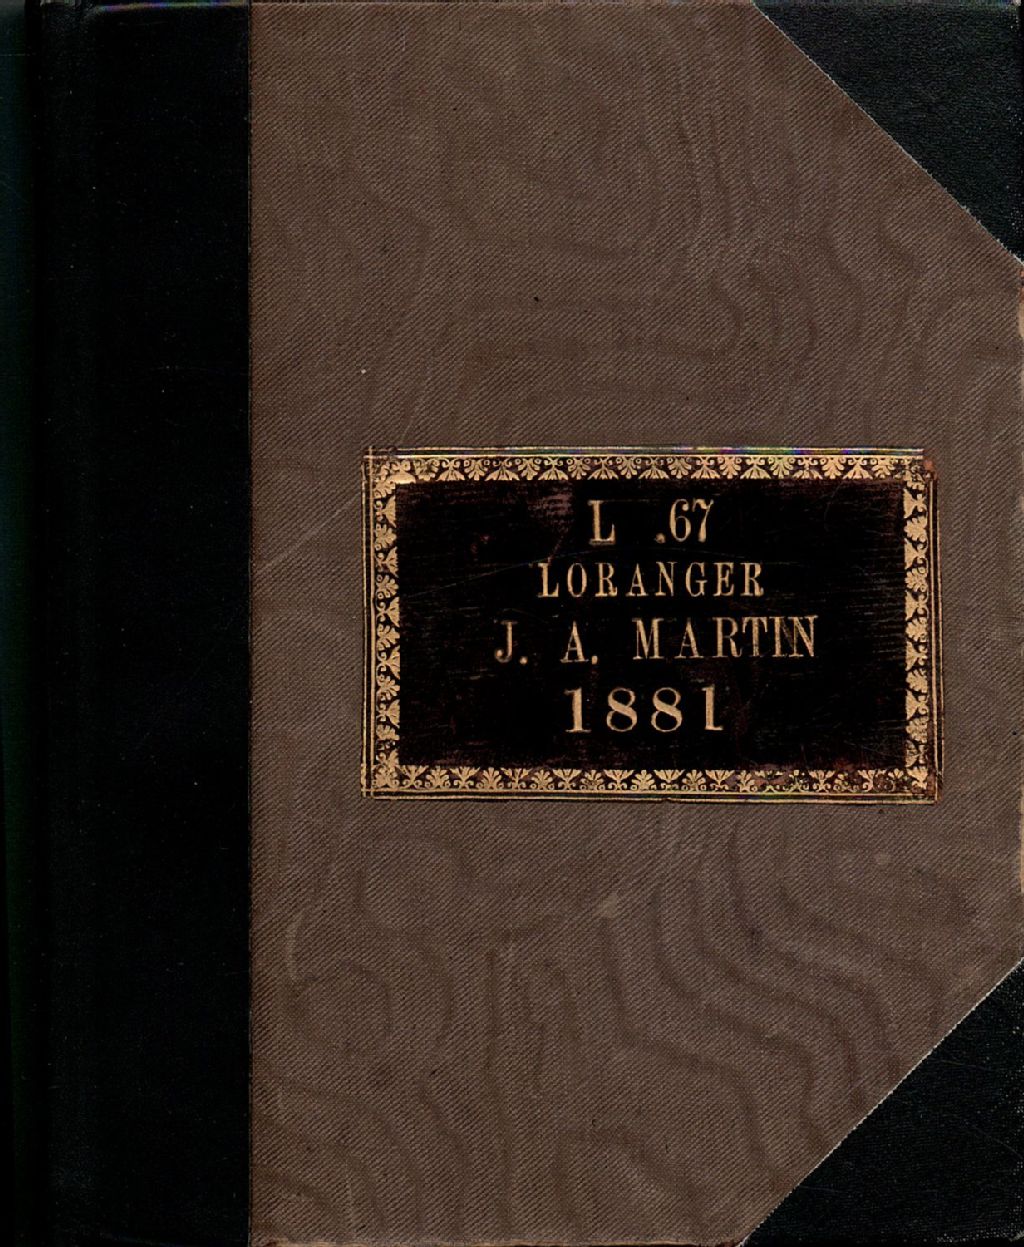 L .67
LORANGER
J. A. MARTIN
1881